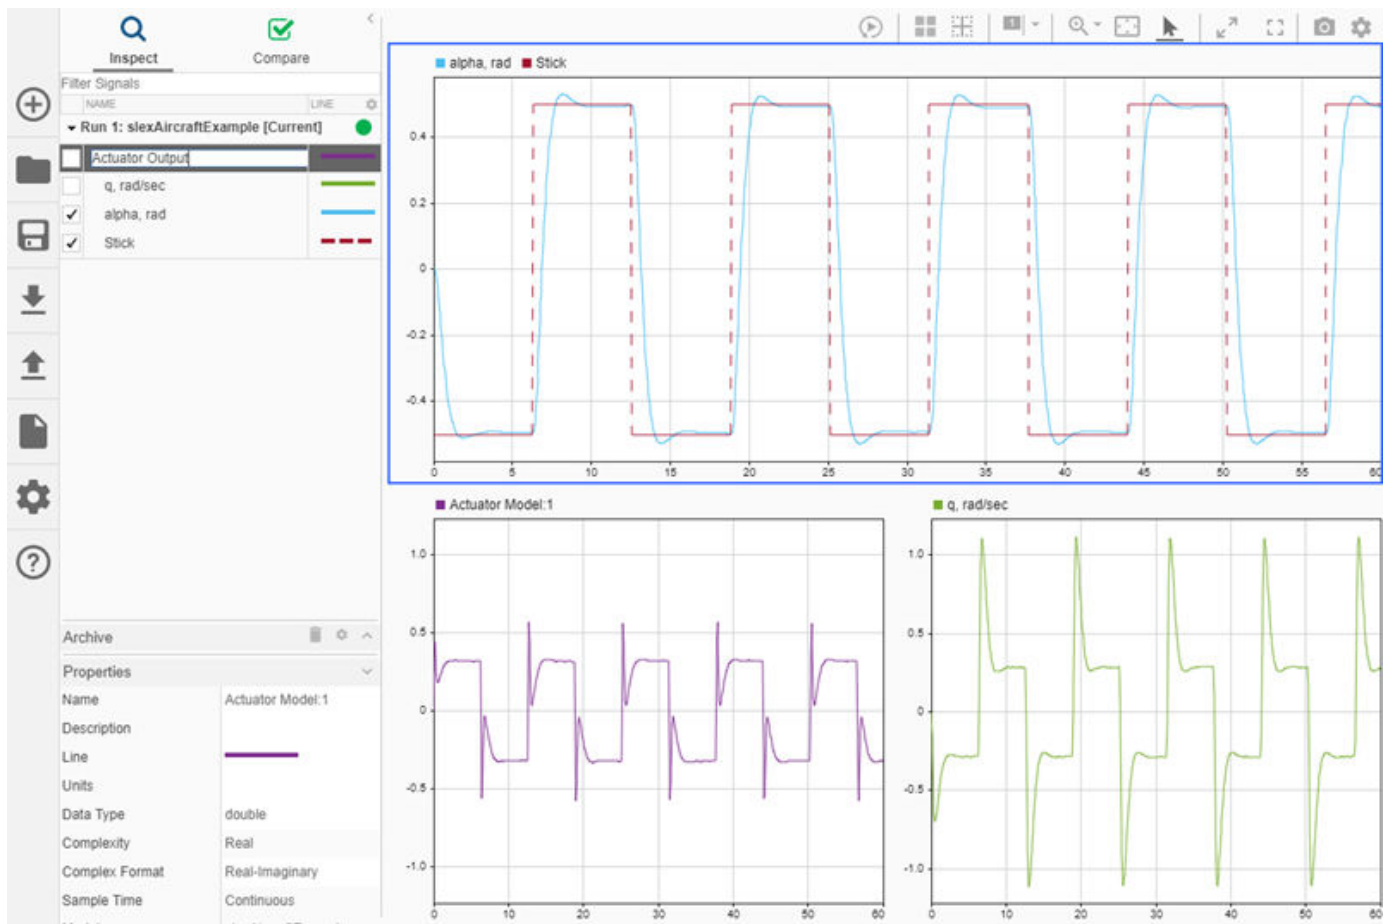 Inspect
Compare
Filter Signals
NAME LINE
Run 1: slexAircraftExample [Current]
Actuator Output
q, rad/sec
alpha, rad
Stick
Archive
Properties
Name Actuator Model:1
Description
Line
Units
Data Type double
Complexity Real
Complex Format Real-Imaginary
Sample Time Continuous
1
alpha, rad Stick
0.4
0.2
0
-0.2
-0.4
0 5 10 15 20 25 30 35 40 45 50 55 60
Actuator Model:1
1.0
0.5
0
-0.5
-1.0
0 10 20 30 40 50 60
q, rad/sec
1.0
0.5
0
-0.5
-1.0
0 10 20 30 40 50 60